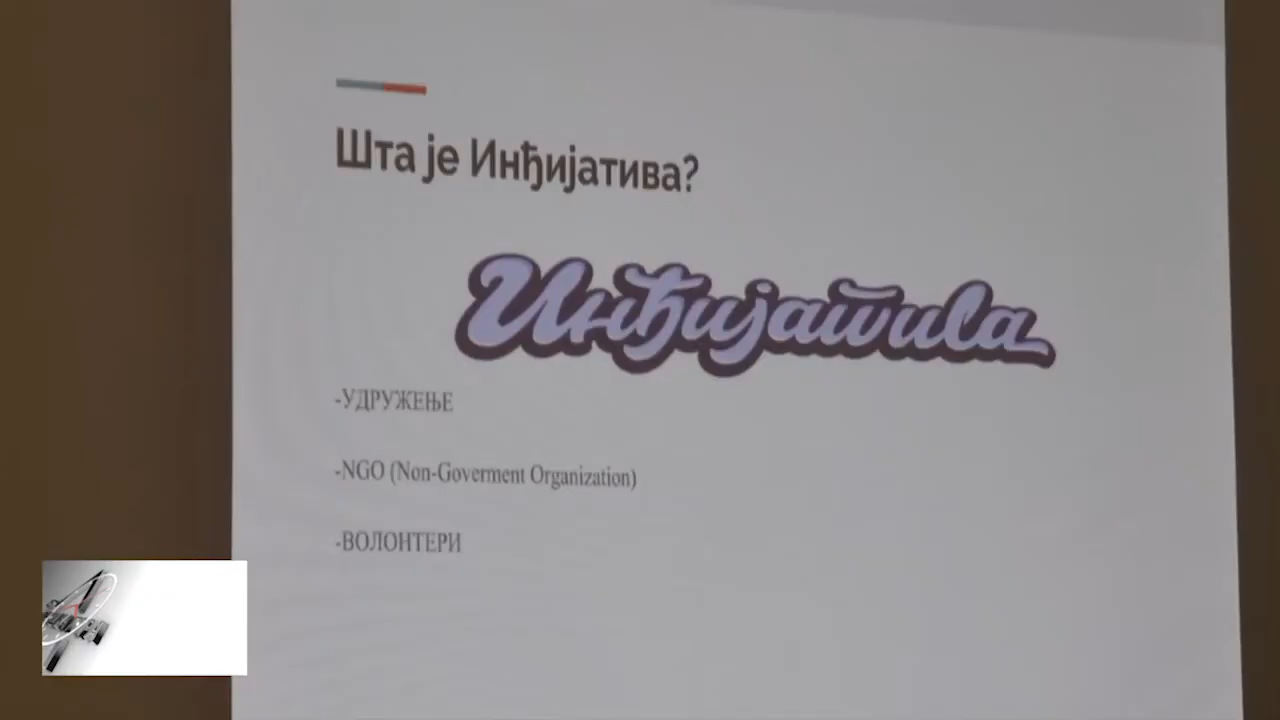 Шта је Инђијатива?
Инђијатива
-УДРУЖЕЊЕ
-NGO (Non-Goverment Organization)
-ВОЛОНТЕРИ